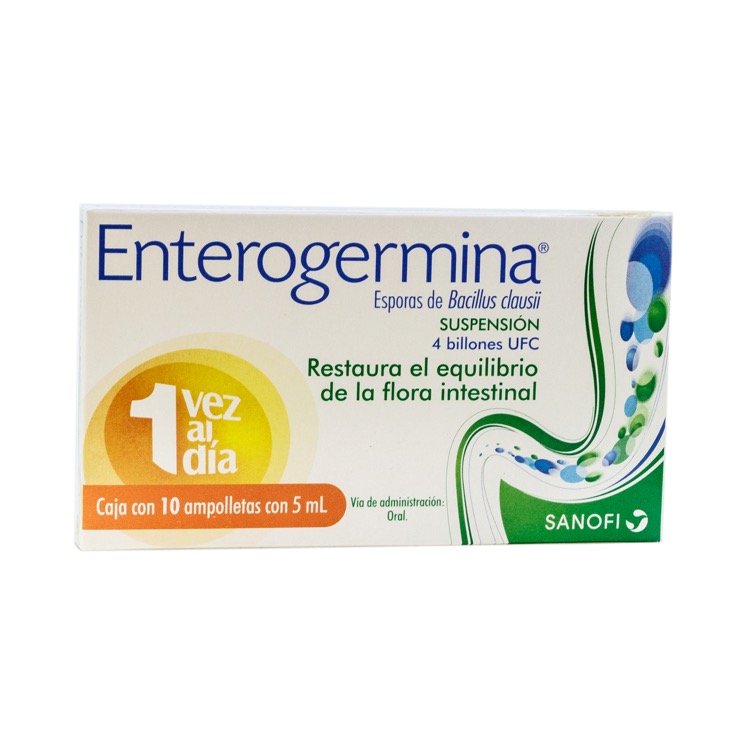 Enterogermina®
Esporas de Bacillus clausii
SUSPENSIÓN
4 billones UFC
Restaura el equilibrio
de la flora intestinal
1 vez
al
día
Caja con 10 ampolletas con 5 mL
Vía de administración:
Oral.
SANOFI